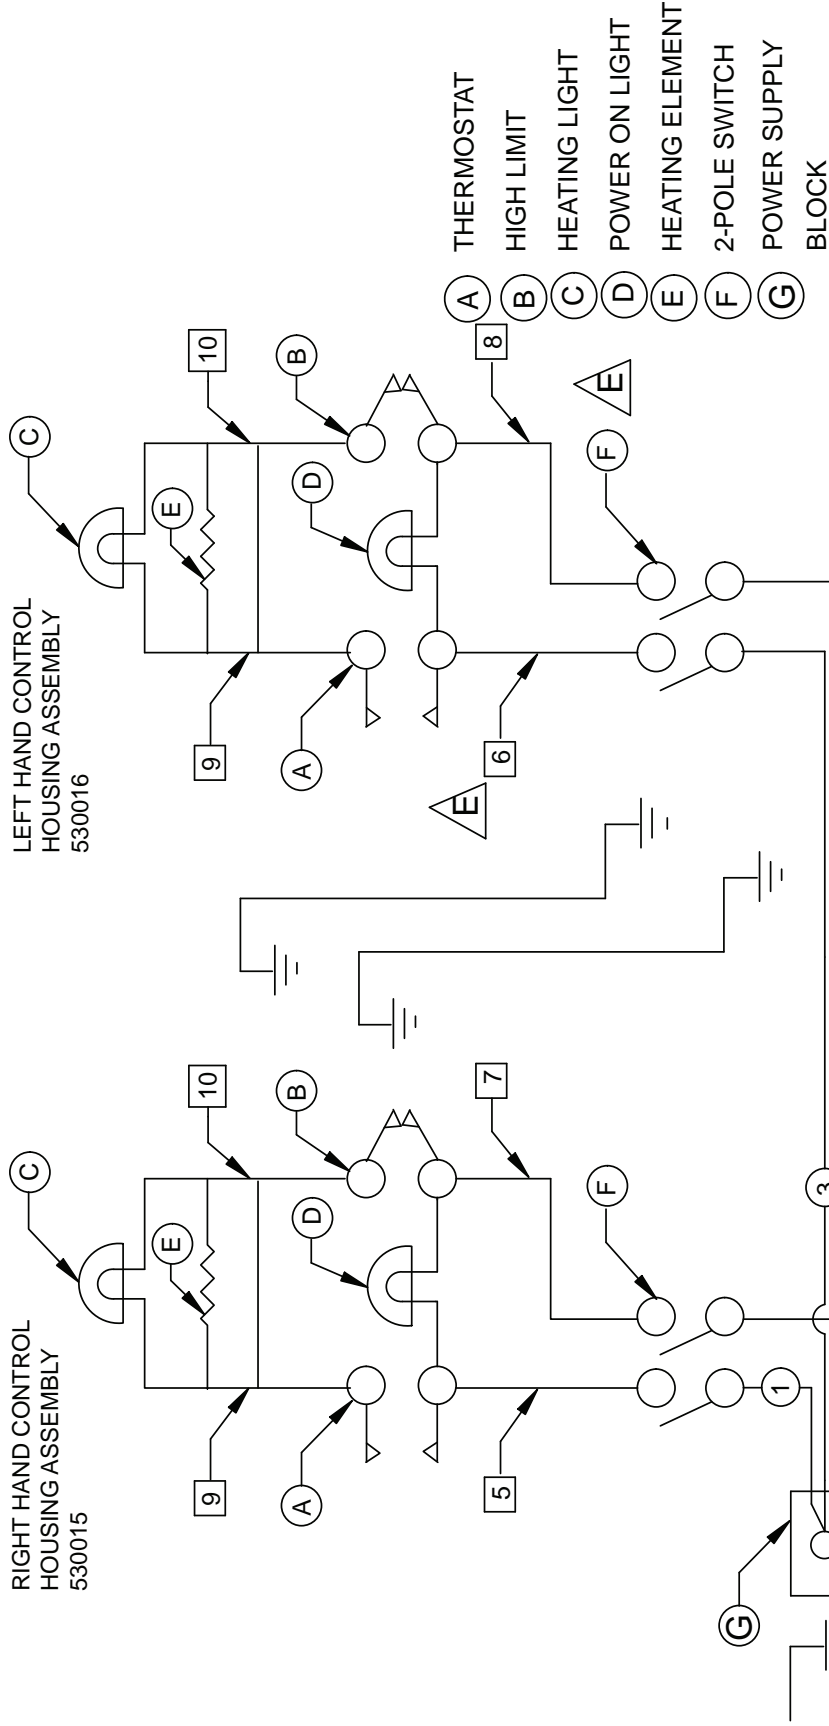 RIGHT HAND CONTROL
HOUSING ASSEMBLY
530015
C
E
9
10
A
B
D
5
7
F
1
3
G
LEFT HAND CONTROL
HOUSING ASSEMBLY
530016
C
E
9
10
A
B
D
6
8
F
E
E
A THERMOSTAT
B HIGH LIMIT
C HEATING LIGHT
D POWER ON LIGHT
E HEATING ELEMENT
F 2-POLE SWITCH
G POWER SUPPLY
BLOCK